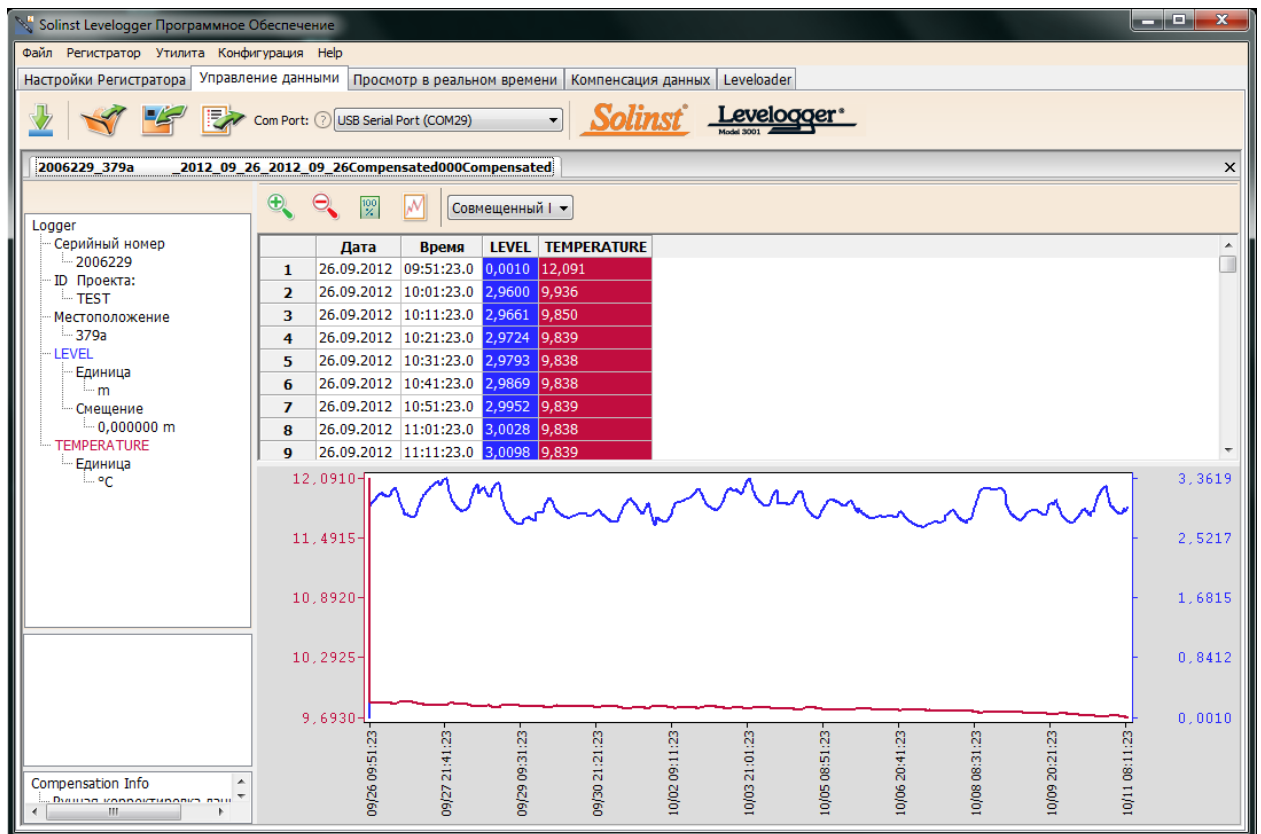 Solinst Levelogger Программное Обеспечение
Файл Регистратор Утилита Конфигурация Help
Настройки Регистратора Управление данными Просмотр в реальном времени Компенсация данных Leveloader
Com Port: ? USB Serial Port (COM29) Solinst Levelogger
Model 3001
2006229_379a _2012_09_26_2012_09_26Compensated000Compensated X
100 %
Совмещенный І
Logger
Серийный номер
2006229
ID Проекта:
TEST
Местоположение
379a
LEVEL
Единица
m
Смещение
0,000000 m
TEMPERATURE
Единица
°C
Дата Время LEVEL TEMPERATURE
1 26.09.2012 09:51:23.0 0,0010 12,091
2 26.09.2012 10:01:23.0 2,9600 9,936
3 26.09.2012 10:11:23.0 2,9661 9,850
4 26.09.2012 10:21:23.0 2,9724 9,839
5 26.09.2012 10:31:23.0 2,9793 9,838
6 26.09.2012 10:41:23.0 2,9869 9,838
7 26.09.2012 10:51:23.0 2,9952 9,839
8 26.09.2012 11:01:23.0 3,0028 9,838
9 26.09.2012 11:11:23.0 3,0098 9,839
12,0910 3,3619
11,4915 2,5217
10,8920 1,6815
10,2925 0,8412
9,6930 0,0010
09/26 09:51:23
09/27 21:41:23
09/29 09:31:23
09/30 21:21:23
10/02 09:11:23
10/03 21:01:23
10/05 08:51:23
10/06 20:41:23
10/08 08:31:23
10/09 20:21:23
10/11 08:11:23
Compensation Info